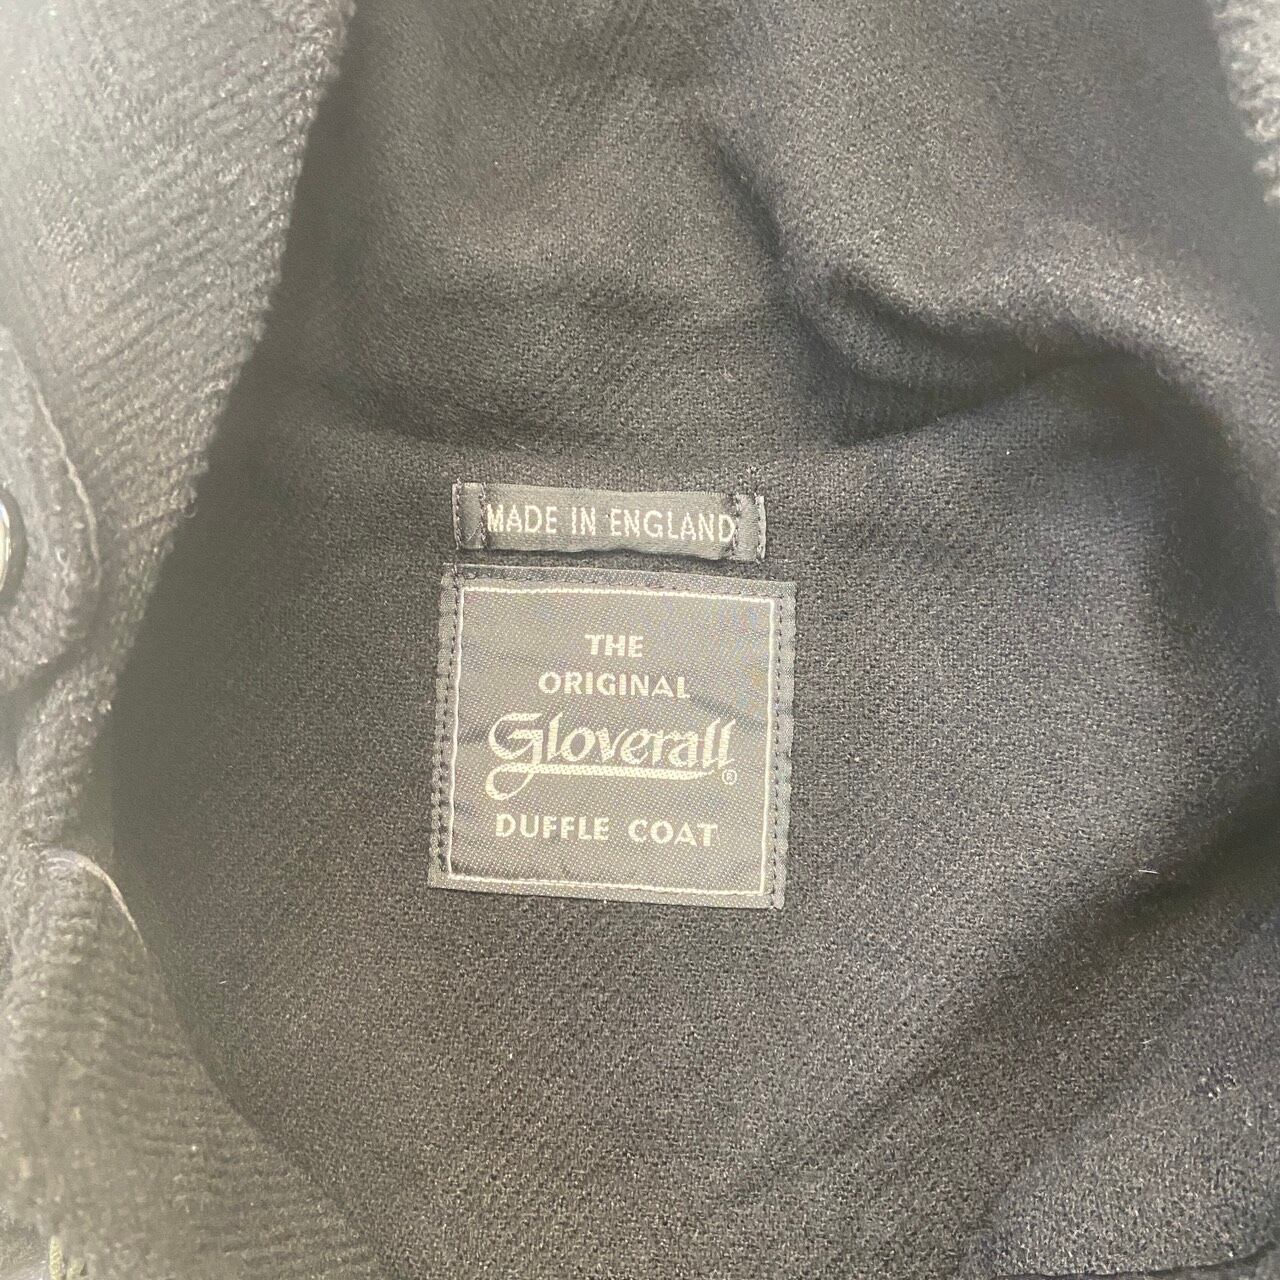 MADE IN ENGLAND
THE
ORIGINAL
Gloverall®
DUFFLE COAT